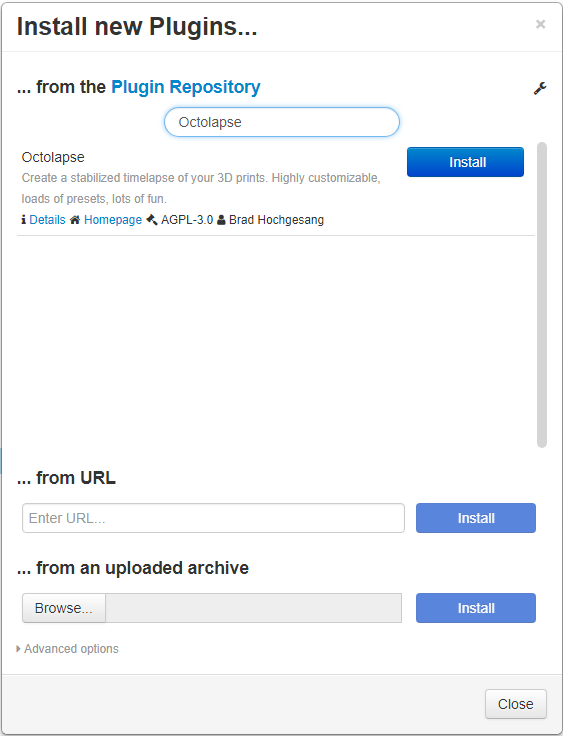 Install new Plugins...
×
... from the Plugin Repository
Octolapse
Octolapse
Install
Create a stabilized timelapse of your 3D prints. Highly customizable,
loads of presets, lots of fun.
Details Homepage AGPL-3.0 Brad Hochgesang
... from URL
Enter URL...
Install
... from an uploaded archive
Browse...
Install
Advanced options
Close